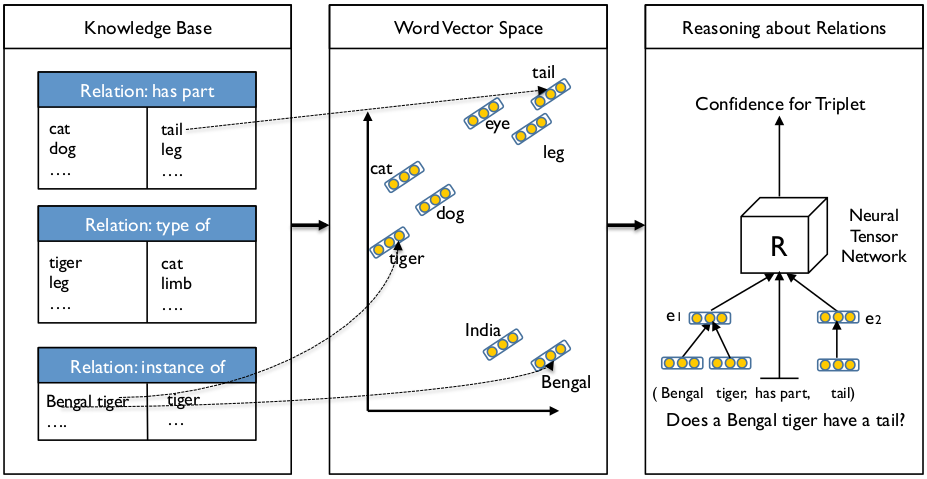 Knowledge Base
Relation: has part
cat tail
dog leg
.... ....
Relation: type of
tiger cat
leg limb
.... ....
Relation: instance of
Bengal tiger tiger
.... ...
Word Vector Space
tail
eye
leg
cat
dog
tiger
India
Bengal
Reasoning about Relations
Confidence for Triplet
R
Neural
Tensor
Network
e1 e2
( Bengal tiger, has part, tail)
Does a Bengal tiger have a tail?